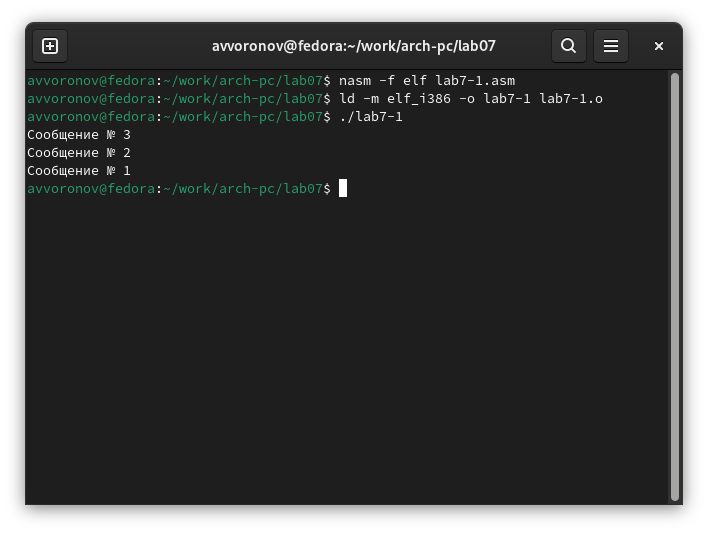 avvoronov@fedora:~/work/arch-pc/lab07
avvoronov@fedora:~/work/arch-pc/lab07$ nasm -f elf lab7-1.asm
avvoronov@fedora:~/work/arch-pc/lab07$ ld -m elf_i386 -o lab7-1 lab7-1.o
avvoronov@fedora:~/work/arch-pc/lab07$ ./lab7-1
Сообщение № 3
Сообщение № 2
Сообщение № 1
avvoronov@fedora:~/work/arch-pc/lab07$